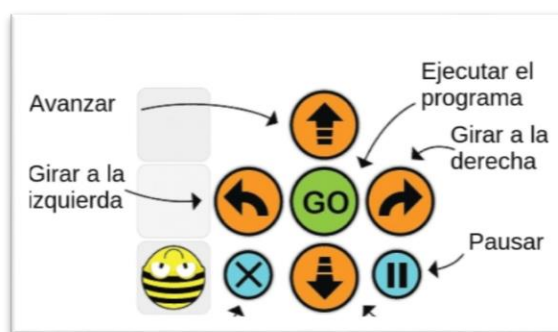 Ejecutar el
programa
Avanzar
Girar a la
derecha
Girar a la
izquierda
GO
Pausar